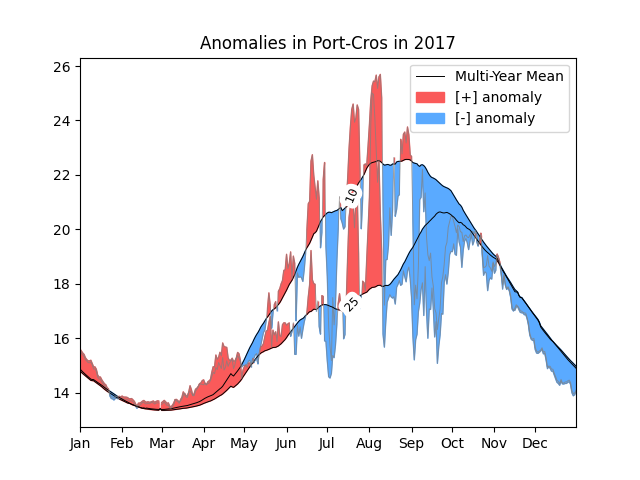 Anomalies in Port-Cros in 2017
26
24
22
20
18
16
14
Multi-Year Mean
[+] anomaly
[-] anomaly
10
25
Jan Feb Mar Apr May Jun Jul Aug Sep Oct Nov Dec